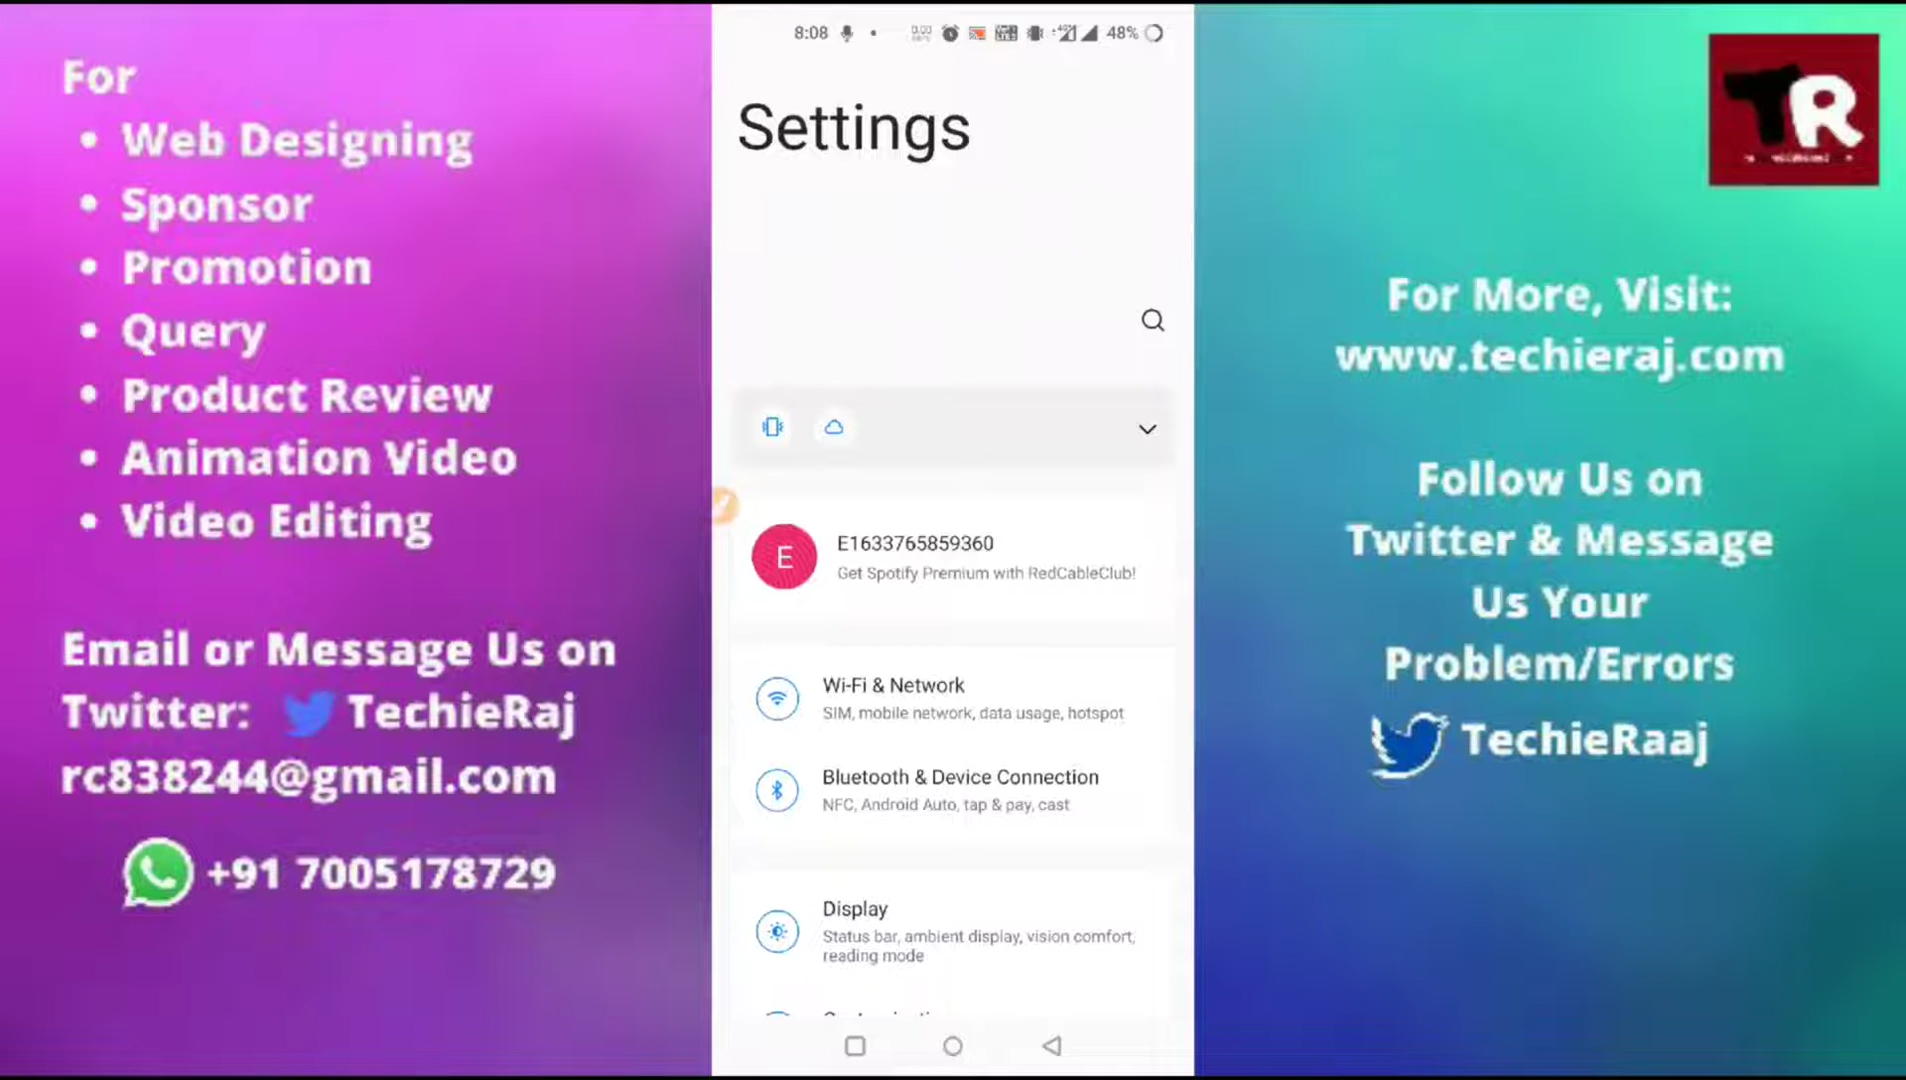 For
• Web Designing
• Sponsor
• Promotion
• Query
• Product Review
• Animation Video
• Video Editing
Email or Message Us on
Twitter: TechieRaj
rc838244@gmail.com
+91 7005178729
8:08
48%
Settings
E
E1633765859360
Get Spotify Premium with RedCableClub!
Wi-Fi & Network
SIM, mobile network, data usage, hotspot
Bluetooth & Device Connection
NFC, Android Auto, tap & pay, cast
Display
Status bar, ambient display, vision comfort,
reading mode
TR
For More, Visit:
www.techieraj.com
Follow Us on
Twitter & Message
Us Your
Problem/Errors
TechieRaaj